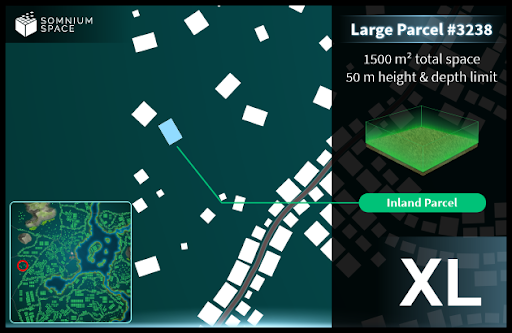 SOMNIUM
SPACE
Large Parcel #3238
1500 m² total space
50 m height & depth limit
Inland Parcel
XL